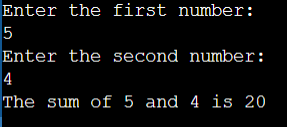 Enter the first number:
5
Enter the second number:
4
The sum of 5 and 4 is 20